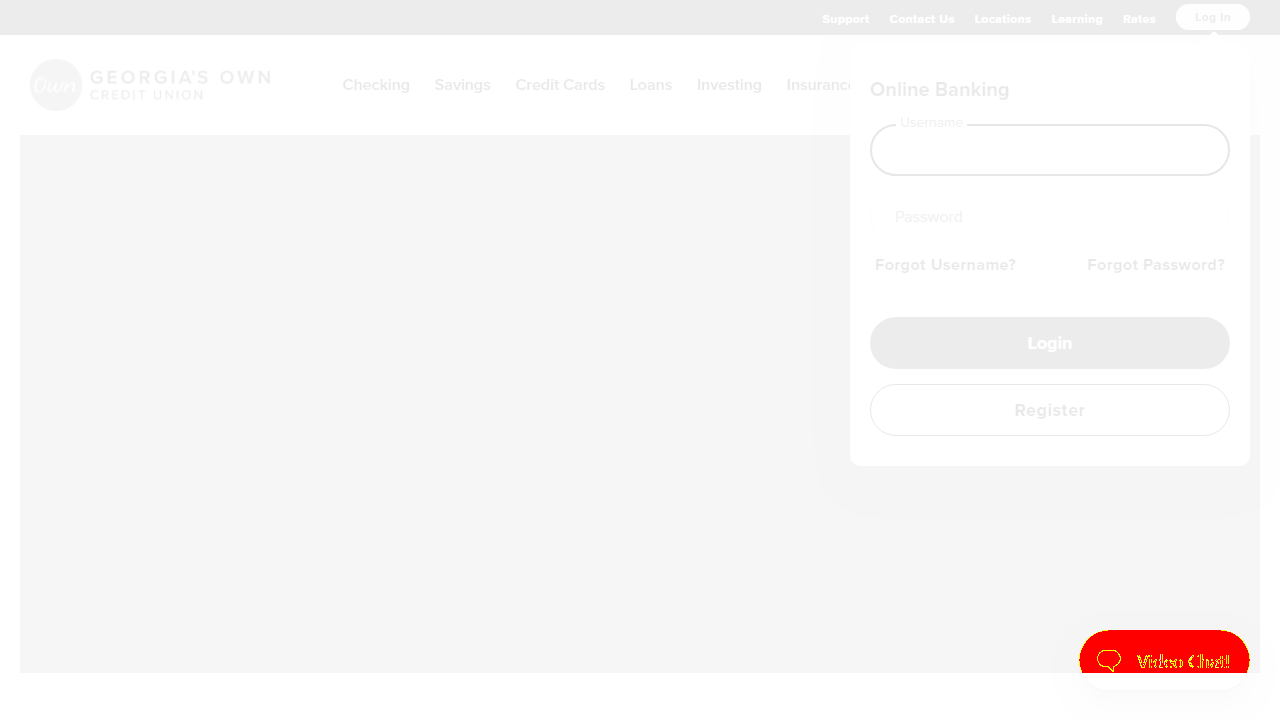 Support Contact Us Locations Learning Rates Log In
Own GEORGIA'S OWN
CREDIT UNION
Checking Savings Credit Cards Loans Investing Insurance
Online Banking
Username
Password
Forgot Username? Forgot Password?
Login
Register
Video Chat!